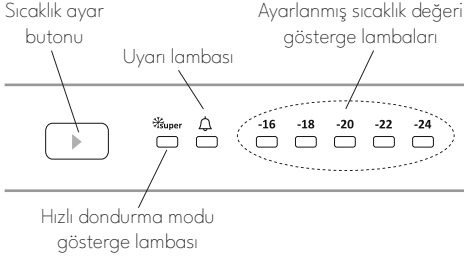 Sıcaklık ayar
butonu
Ayarlanmış sıcaklık değeri
gösterge lambaları
Uyarı lambası
super
-16 -18 -20 -22 -24
Hızlı dondurma modu
gösterge lambası